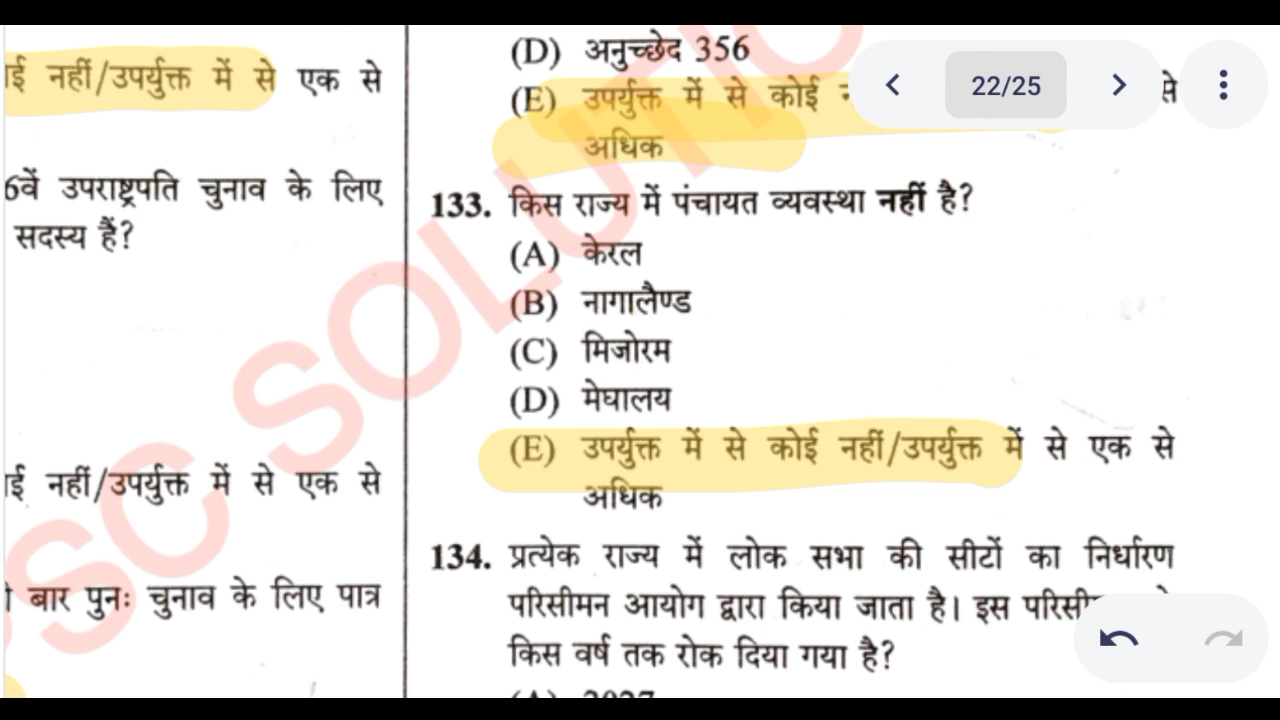 ई नहीं/उपर्युक्त में से एक से
6वें उपराष्ट्रपति चुनाव के लिए
सदस्य हैं?
ई नहीं/उपर्युक्त में से एक से
बार पुनः चुनाव के लिए पात्र
(D) अनुच्छेद 356
(E) उपर्युक्त में से कोई
से
अधिक
133. किस राज्य में पंचायत व्यवस्था नहीं है?
(A) केरल
(B) नागालैण्ड
(C) मिजोरम
(D) मेघालय
(E) उपर्युक्त में से कोई नहीं/उपर्युक्त में से एक से
अधिक
134. प्रत्येक राज्य में लोक सभा की सीटों का निर्धारण
परिसीमन आयोग द्वारा किया जाता है। इस
किस वर्ष तक रोक दिया गया है?
22/25
SC SOLUTIO